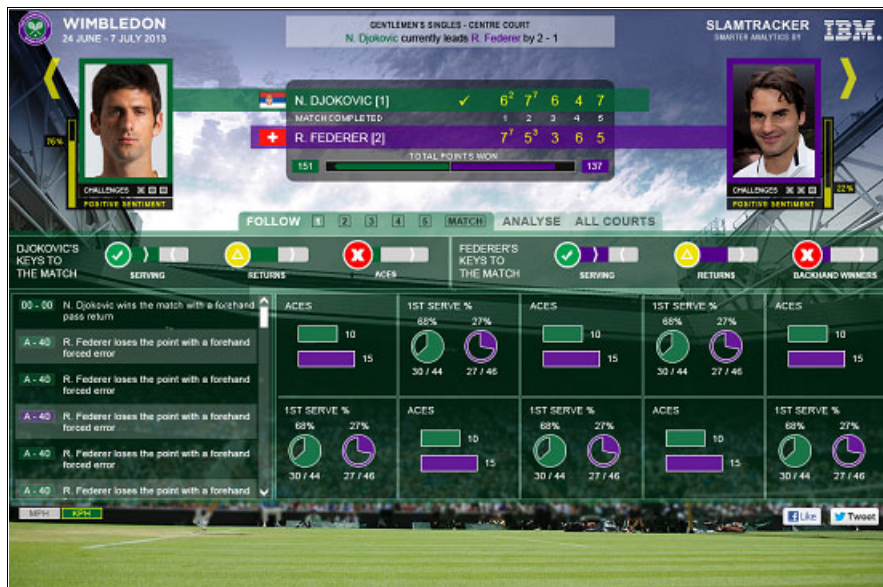 WIMBLEDON
24 JUNE - 7 JULY 2013
GENTLEMEN'S SINGLES - CENTRE COURT
N. Djokovic currently leads R. Federer by 2 - 1
SLAMTRACKER
SMARTER ANALYTICS BY
IBM.
N. DJOKOVIC [1] ✓ 6² 7⁷ 6 4 7
MATCH COMPLETED 1 2 3 4 5
R. FEDERER [2] 7⁷ 5³ 3 6 5
TOTAL POINTS WON
151 137
76%
CHALLENGES
POSITIVE SENTIMENT
22%
CHALLENGES
POSITIVE SENTIMENT
FOLLOW 1 2 3 4 5 MATCH ANALYSE ALL COURTS
DJOKOVIC'S
KEYS TO
THE MATCH
SERVING RETURNS ACES
FEDERER'S
KEYS TO
THE MATCH
SERVING RETURNS BACKHAND WINNERS
00 - 00 N. Djokovic wins the match with a forehand
pass return
A - 40 R. Federer loses the point with a forehand
forced error
A - 40 R. Federer loses the point with a forehand
forced error
A - 40 R. Federer loses the point with a forehand
forced error
A - 40 R. Federer loses the point with a forehand
forced error
A - 40 R. Federer loses the point with a forehand
ACES
10
15
1ST SERVE %
68% 27%
30 / 44 27 / 46
ACES
10
15
1ST SERVE %
68% 27%
30 / 44 27 / 46
ACES
10
15
1ST SERVE %
68% 27%
30 / 44 27 / 46
ACES
10
15
1ST SERVE %
68% 27%
30 / 44 27 / 46
ACES
10
15
1ST SERVE %
68% 27%
30 / 44 27 / 46
MPH KPH
Like Tweet